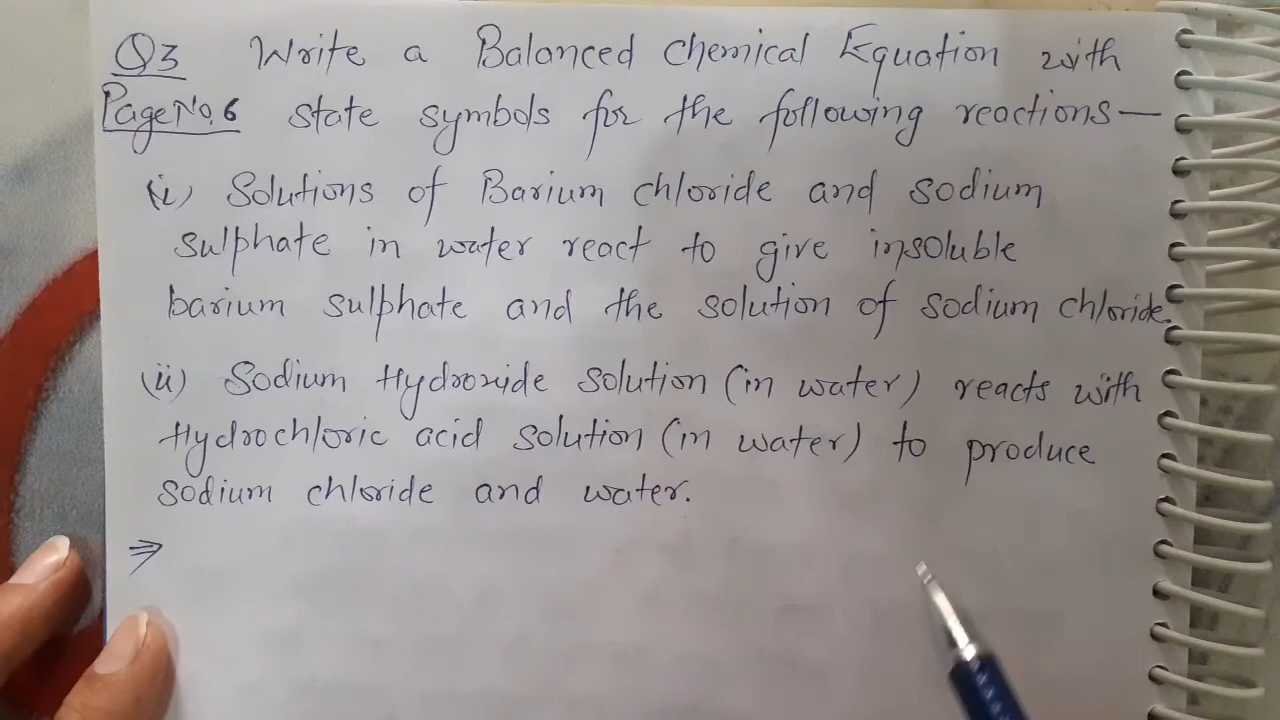 Q3 Write a Balanced Chemical Equation with
Page No. 6 state symbols for the following reactions—
(i) Solutions of Barium chloride and sodium
sulphate in water react to give insoluble
barium sulphate and the solution of sodium chloride.
(ii) Sodium Hydroxide solution (in water) reacts with
Hydrochloric acid solution (in water) to produce
sodium chloride and water.
⇒